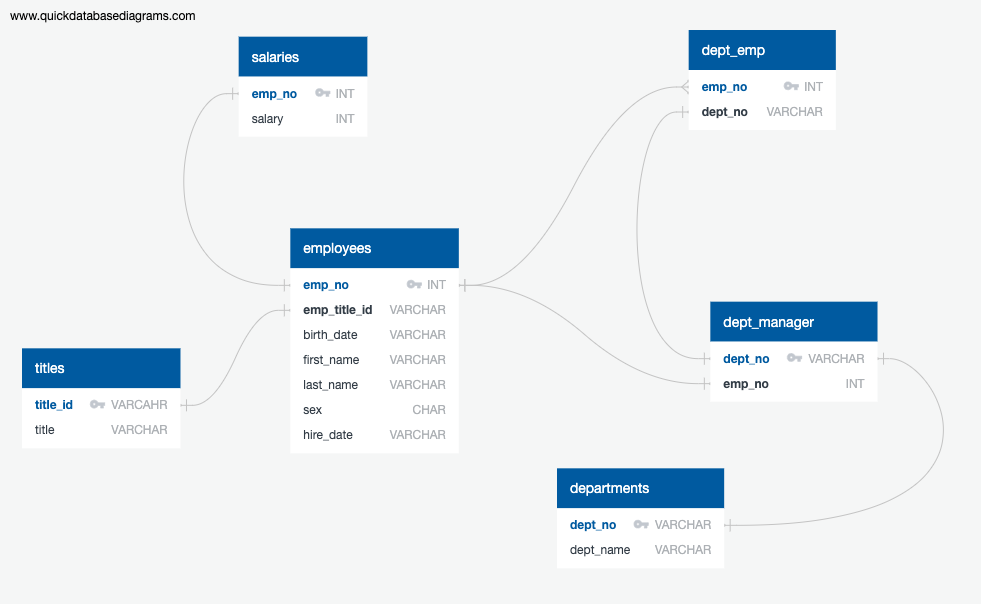 www.quickdatabasediagrams.com
salaries
emp_no INT
salary INT
dept_emp
emp_no INT
dept_no VARCHAR
employees
emp_no INT
emp_title_id VARCHAR
birth_date VARCHAR
first_name VARCHAR
last_name VARCHAR
sex CHAR
hire_date VARCHAR
dept_manager
dept_no VARCHAR
emp_no INT
titles
title_id VARCAHR
title VARCHAR
departments
dept_no VARCHAR
dept_name VARCHAR